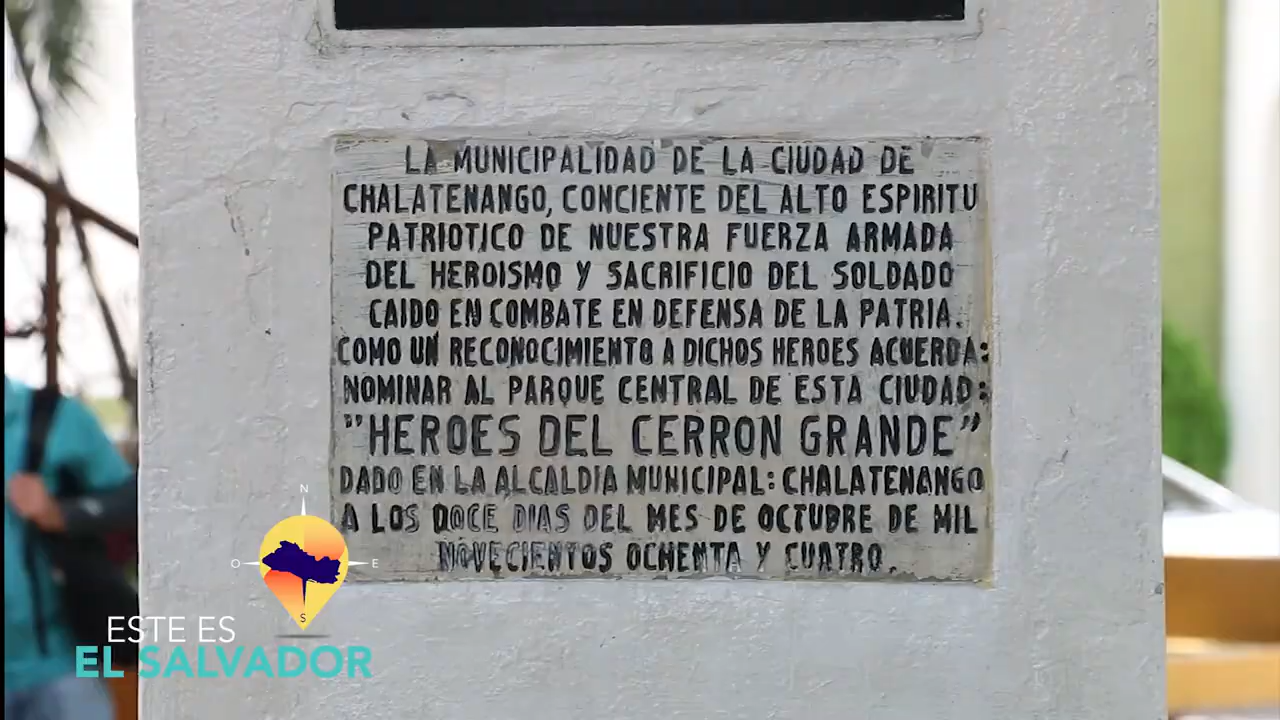 LA MUNICIPALIDAD DE LA CIUDAD DE
CHALATENANGO, CONCIENTE DEL ALTO ESPIRITU
PATRIOTICO DE NUESTRA FUERZA ARMADA
DEL HEROISMO Y SACRIFICIO DEL SOLDADO
CAIDO EN COMBATE EN DEFENSA DE LA PATRIA.
COMO UN RECONOCIMIENTO A DICHOS HEROES ACUERDA:
NOMINAR AL PARQUE CENTRAL DE ESTA CIUDAD:
"HEROES DEL CERRON GRANDE"
DADO EN LA ALCALDIA MUNICIPAL: CHALATENANGO
A LOS DOCE DIAS DEL MES DE OCTUBRE DE MIL
NOVECIENTOS OCHENTA Y CUATRO.
N
O E
S
ESTE ES
EL SALVADOR